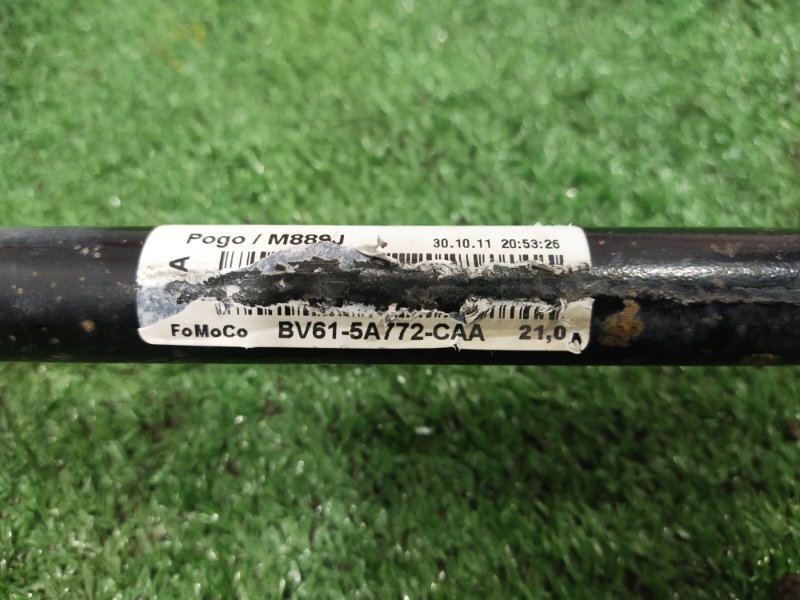 Pogo / M889J 30.10.11 20:53:26
A
FoMoCo BV61-5A772-CAA 21,0 A